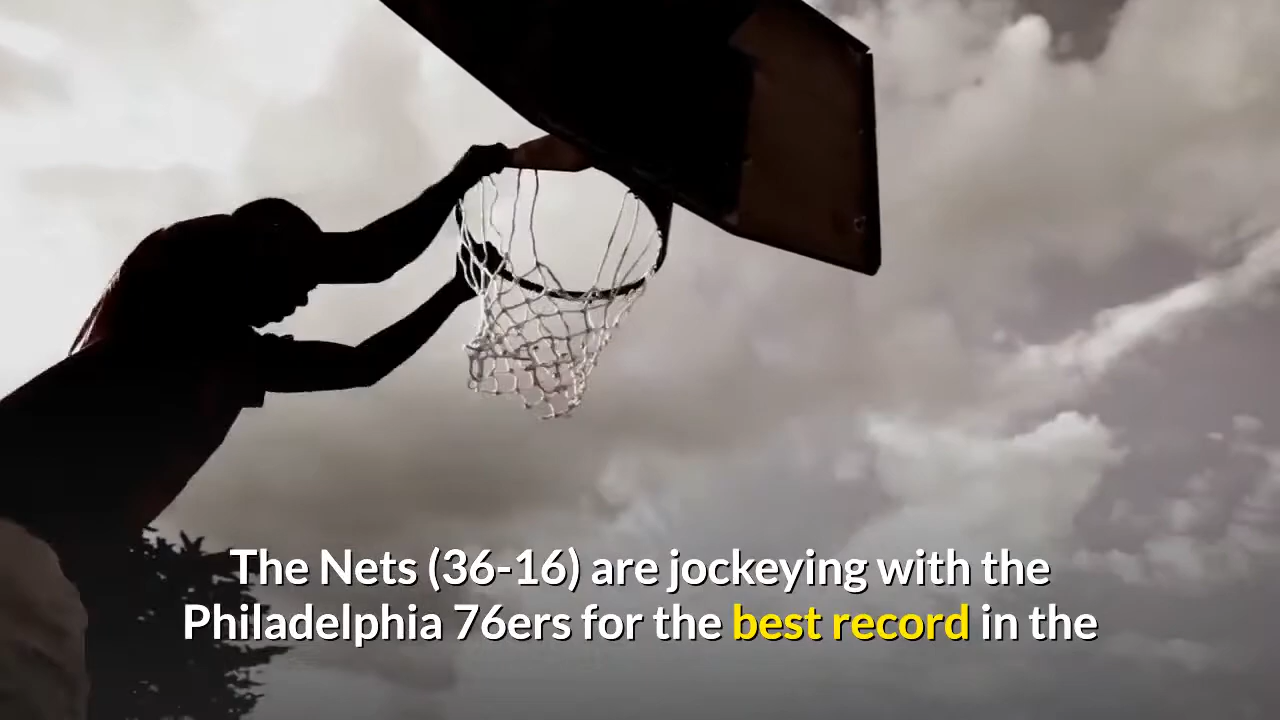 The Nets (36-16) are jockeying with the
Philadelphia 76ers for the best record in the